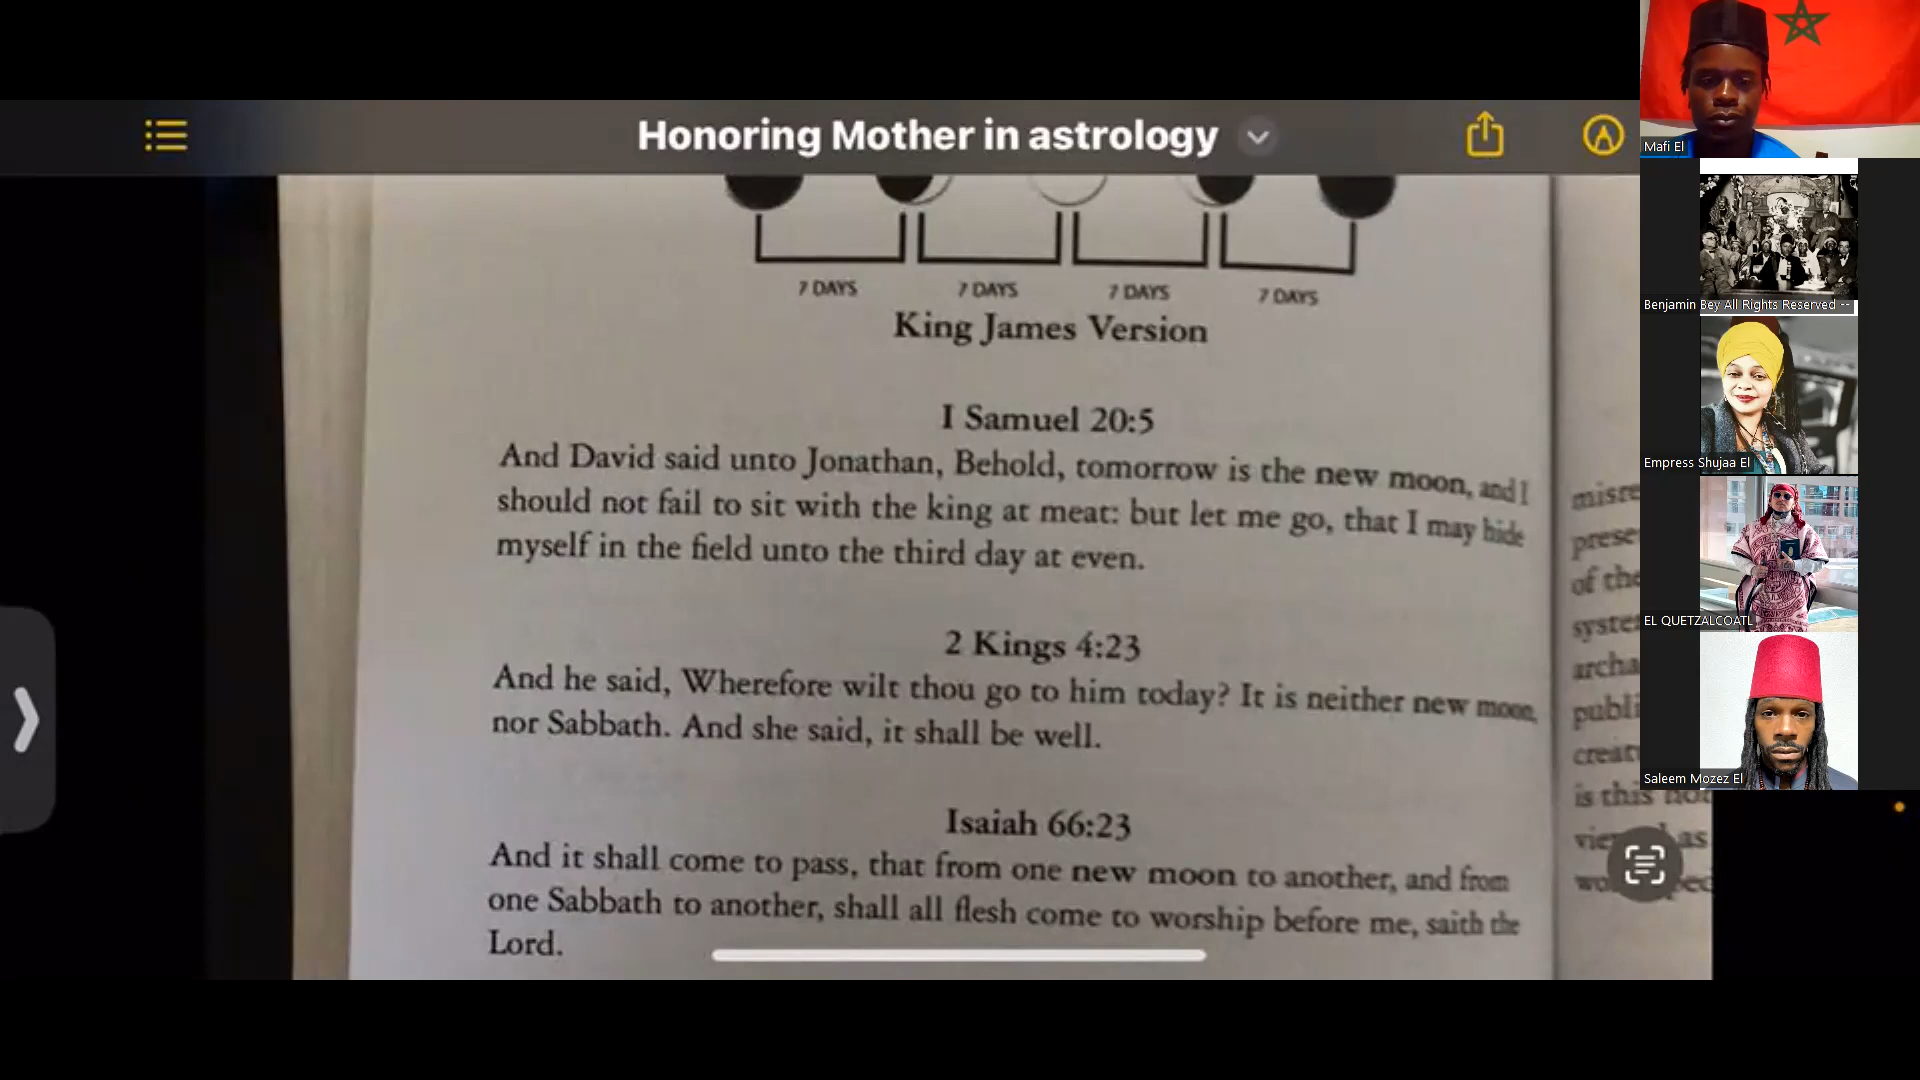 Honoring Mother in astrology
7 DAYS 7 DAYS 7 DAYS 7 DAYS
King James Version
I Samuel 20:5
And David said unto Jonathan, Behold, tomorrow is the new moon, and I
should not fail to sit with the king at meat: but let me go, that I may hide
myself in the field unto the third day at even.
2 Kings 4:23
And he said, Wherefore wilt thou go to him today? It is neither new moon,
nor Sabbath. And she said, it shall be well.
Isaiah 66:23
And it shall come to pass, that from one new moon to another, and from
one Sabbath to another, shall all flesh come to worship before me, saith the
Lord.
of the
is this
as
Mafi El
Benjamin Bey All Rights Reserved --
Empress Shujaa El
EL QUETZALCOATL
Saleem Mozez El